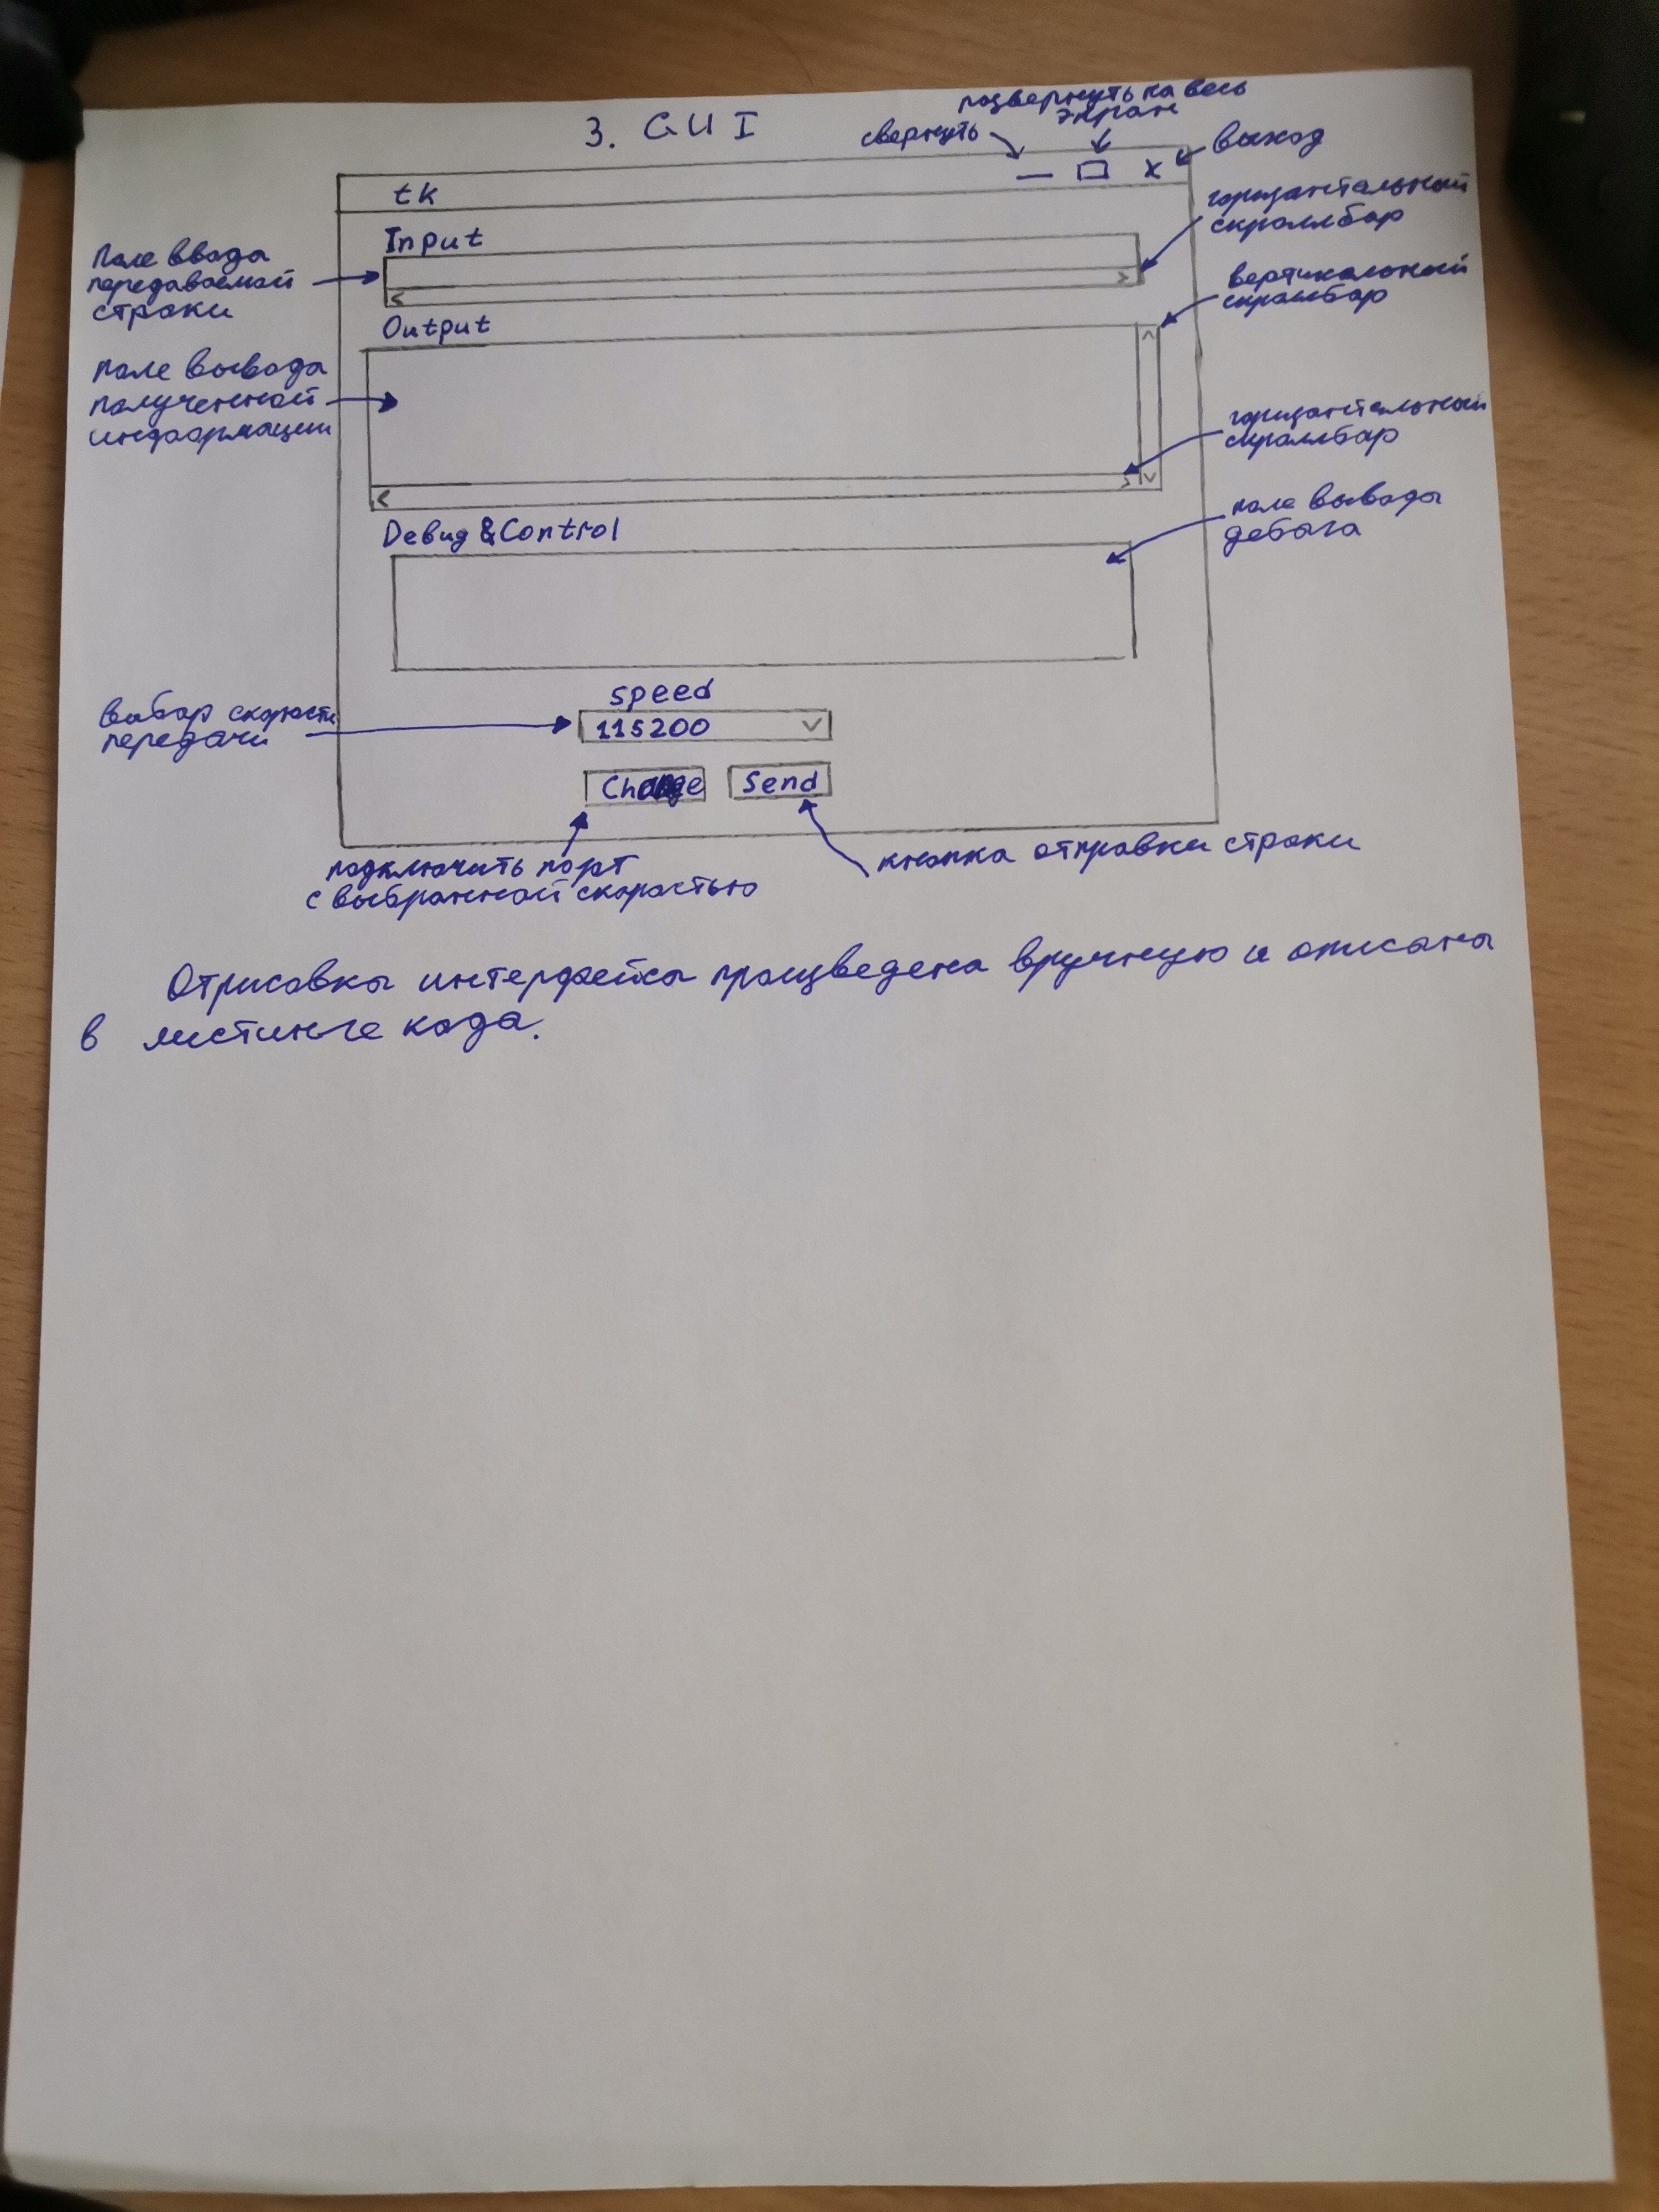 3. GUI
развернуть на весь
экран
свернуть
выход
tk
горизонтальный
скроллбар
Input
Поле ввода
передаваемой
строки
вертикальный
скроллбар
Output
поле вывода
полученной
информации
горизонтальный
скроллбар
поле вывода
дебага
Debug&Control
speed
выбор скорости
передачи
115200
Change
Send
подключить порт
с выбранной скоростью
кнопка отправки строки
Отрисовка интерфейса произведена вручную и описана
в листинге кода.